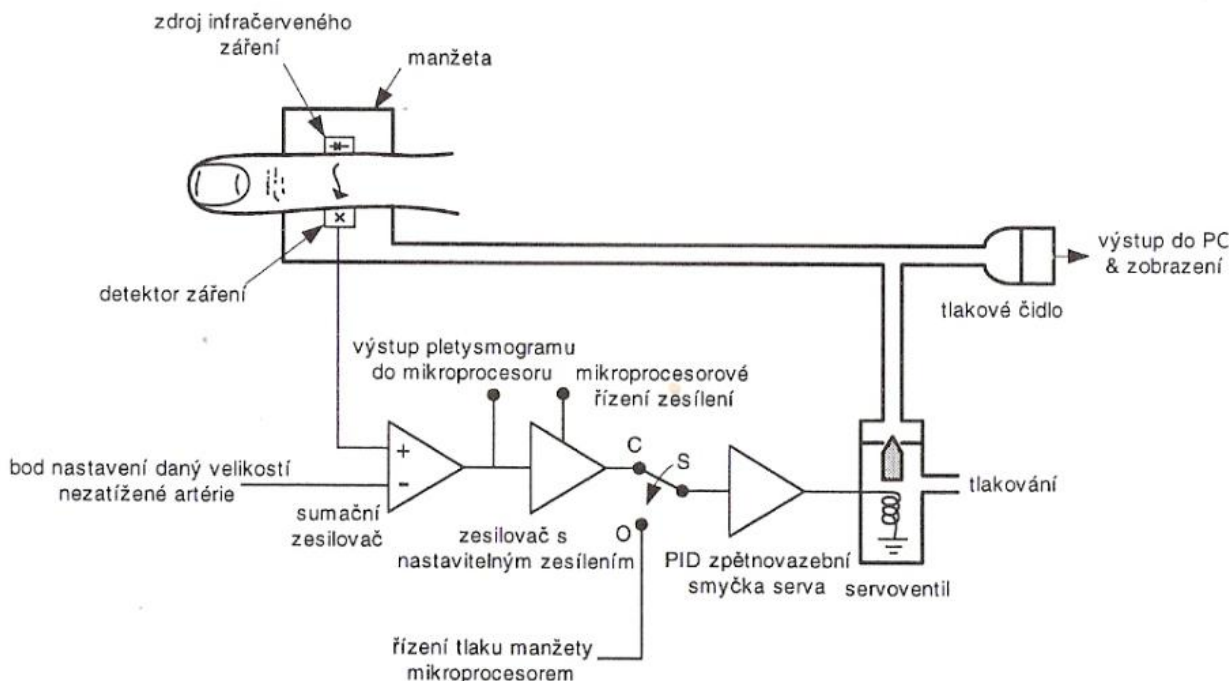 zdroj infračerveného
záření
manžeta
detektor záření
výstup do PC
& zobrazení
tlakové čidlo
výstup pletysmogramu
do mikroprocesoru
mikroprocesorové
řízení zesílení
+
-
C
S
O
bod nastavení daný velikostí
nezatížené artérie
sumační
zesilovač
zesilovač s
nastavitelným zesílením
PID zpětnovazební
smyčka serva
servoventil
tlakování
řízení tlaku manžety
mikroprocesorem